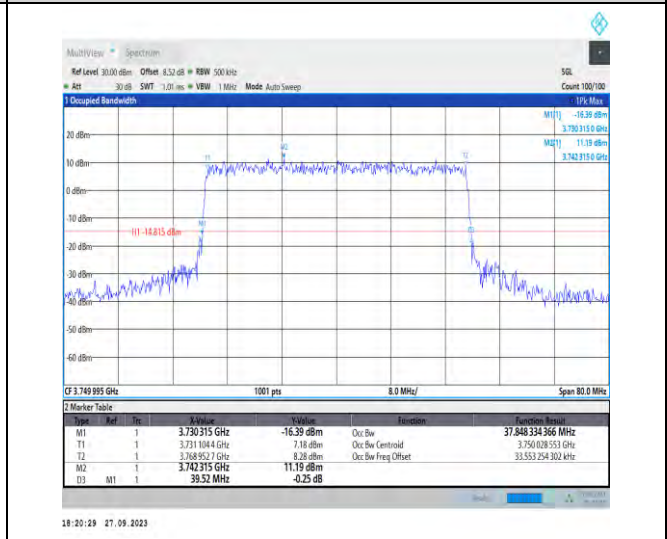 MultiView Spectrum
Ref Level 30.00 dBm Offset 8.52 dB RBW 500 kHz SGL
Att 30 dB SWT 1.01 ms VBW 1 MHz Mode Auto Sweep Count 100/100
1 Occupied Bandwidth 1Pk Max
M1[1] -16.39 dBm
3.730 315 0 GHz
M2[1] 11.19 dBm
3.742 315 0 GHz
20 dBm
M2
T1 T2
10 dBm
0 dBm
-10 dBm
M1
H1 -14.815 dBm
-20 dBm
-30 dBm
-40 dBm
-50 dBm
-60 dBm
CF 3.749 995 GHz 1001 pts 8.0 MHz/ Span 80.0 MHz
2 Marker Table
Type Ref Trc X-Value Y-Value Function Function Result
M1 1 3.730 315 GHz -16.39 dBm Occ Bw 37.848 334 366 MHz
T1 1 3.731 104 4 GHz 7.18 dBm Occ Bw Centroid 3.750 028 553 GHz
T2 1 3.768 952 7 GHz 8.28 dBm Occ Bw Freq Offset 33.553 254 302 kHz
M2 1 3.742 315 GHz 11.19 dBm
D3 M1 1 39.52 MHz -0.25 dB
18:20:29 27.09.2023